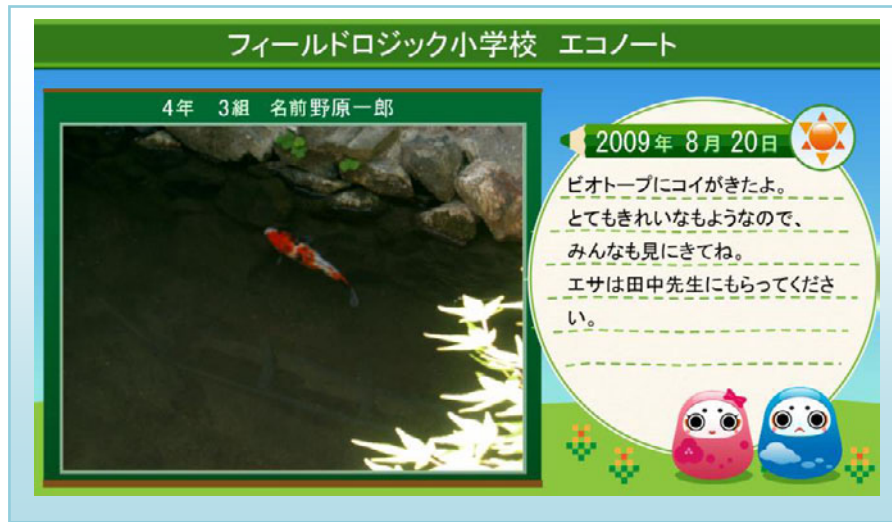 フィールドロジック小学校 エコノート
4年 3組 名前野原一郎
2009年 8月 20日
ビオトープにコイがきたよ。
とてもきれいなもようなので、
みんなも見にきてね。
エサは田中先生にもらってくださ
い。